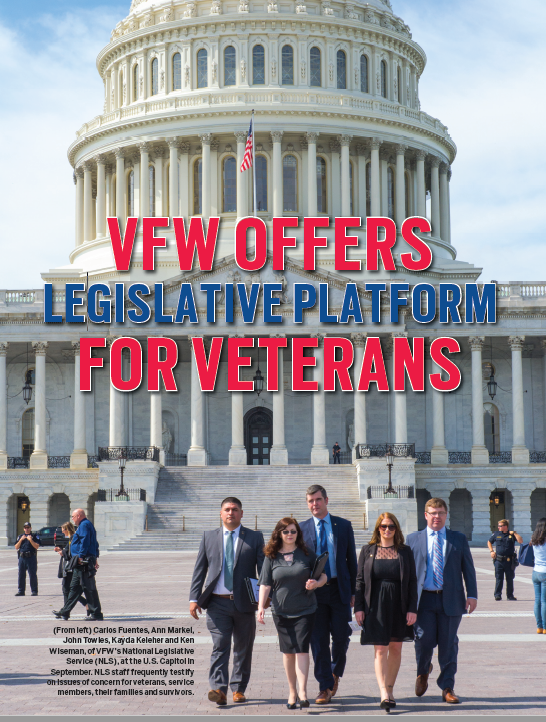 VFW OFFERS
LEGISLATIVE PLATFORM
FOR VETERANS
(From left) Carlos Fuentes, Ann Markel,
John Towles, Kayda Keleher and Ken
Wiseman, of VFW's National Legislative
Service (NLS), at the U.S. Capitol in
September. NLS staff frequently testify
on issues of concern for veterans, service
members, their families and survivors.